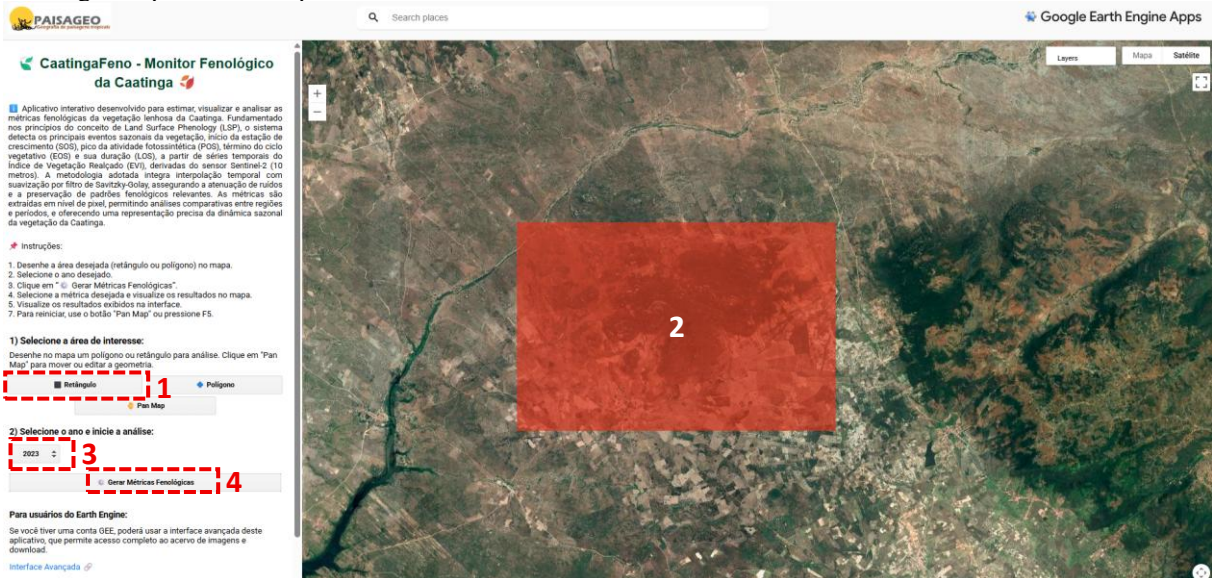 PAISAGEO
Search places
Google Earth Engine Apps
CaatingaFeno - Monitor Fenológico
da Caatinga
Aplicativo interativo desenvolvido para estimar, visualizar e analisar as
métricas fenológicas da vegetação lenhosa da Caatinga. Fundamentado
nos princípios do conceito de Land Surface Phenology (LSP), o sistema
detecta os principais eventos sazonais da vegetação, início da estação de
crescimento (SOS), pico da atividade fotossintética (POS), término do ciclo
vegetativo (EOS) e sua duração (LOS), a partir de séries temporais do
Índice de Vegetação Realçado (EVI), derivadas do sensor Sentinel-2 (10
metros). A metodologia adotada integra interpolação temporal com
suavização por filtro de Savitzky-Golay, assegurando a atenuação de ruídos
e a preservação de padrões fenológicos relevantes. As métricas são
extraídas em nível de pixel, permitindo análises comparativas entre regiões
e períodos, e oferecendo uma representação precisa da dinâmica sazonal
da vegetação da Caatinga.
Instruções:
1. Desenhe a área desejada (retângulo ou polígono) no mapa.
2. Selecione o ano desejado.
3. Clique em " Gerar Métricas Fenológicas".
4. Selecione a métrica desejada e visualize os resultados no mapa.
5. Visualize os resultados exibidos na interface.
7. Para reiniciar, use o botão "Pan Map" ou pressione F5.
1) Selecione a área de interesse:
Desenhe no mapa um polígono ou retângulo para análise. Clique em "Pan
Map" para mover ou editar a geometria.
Retângulo 1 Polígono
Pan Map
2) Selecione o ano e inicie a análise:
2023 3
Gerar Métricas Fenológicas 4
Para usuários do Earth Engine:
Se você tiver uma conta GEE, poderá usar a interface avançada deste
aplicativo, que permite acesso completo ao acervo de imagens e
download.
Interface Avançada
+
−
Layers Mapa Satélite
2